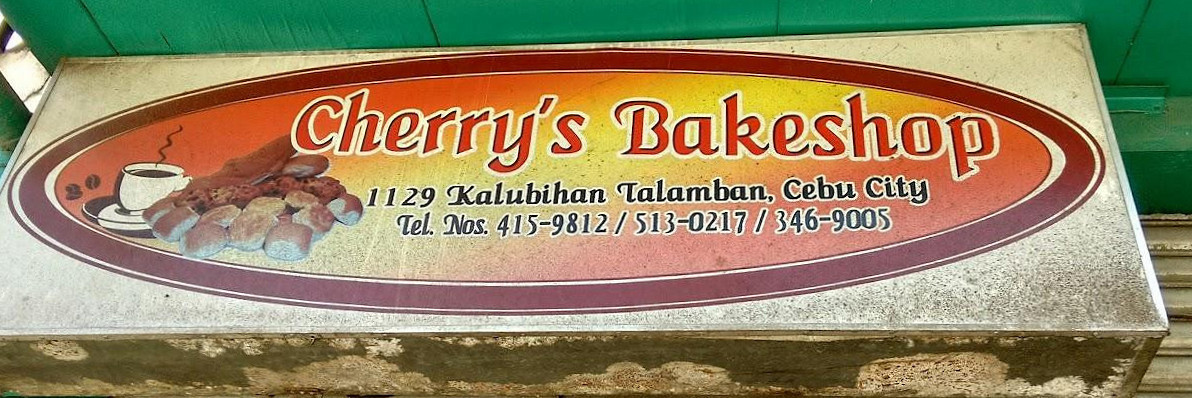 Cherry's Bakeshop
1129 Kalubihan Talamban, Cebu City
Tel. Nos. 415-9812 / 513-0217 / 346-9005